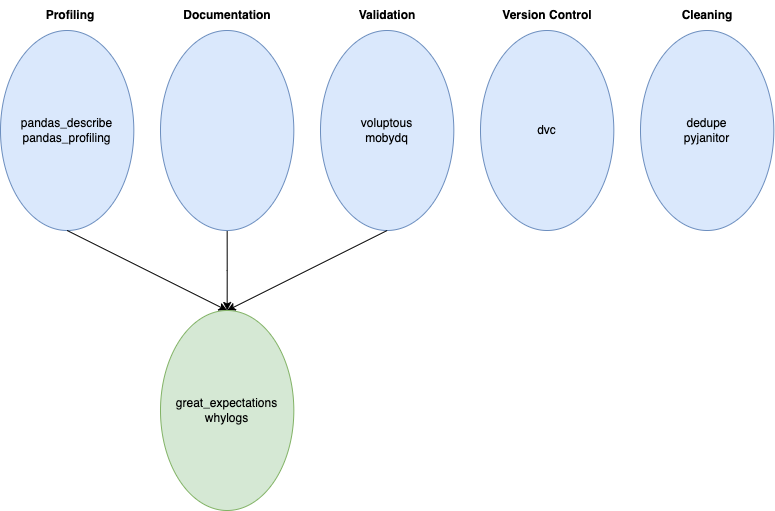 Profiling
Documentation
Validation
Version Control
Cleaning
pandas_describe
pandas_profiling
voluptous
mobydq
dvc
dedupe
pyjanitor
great_expectations
whylogs